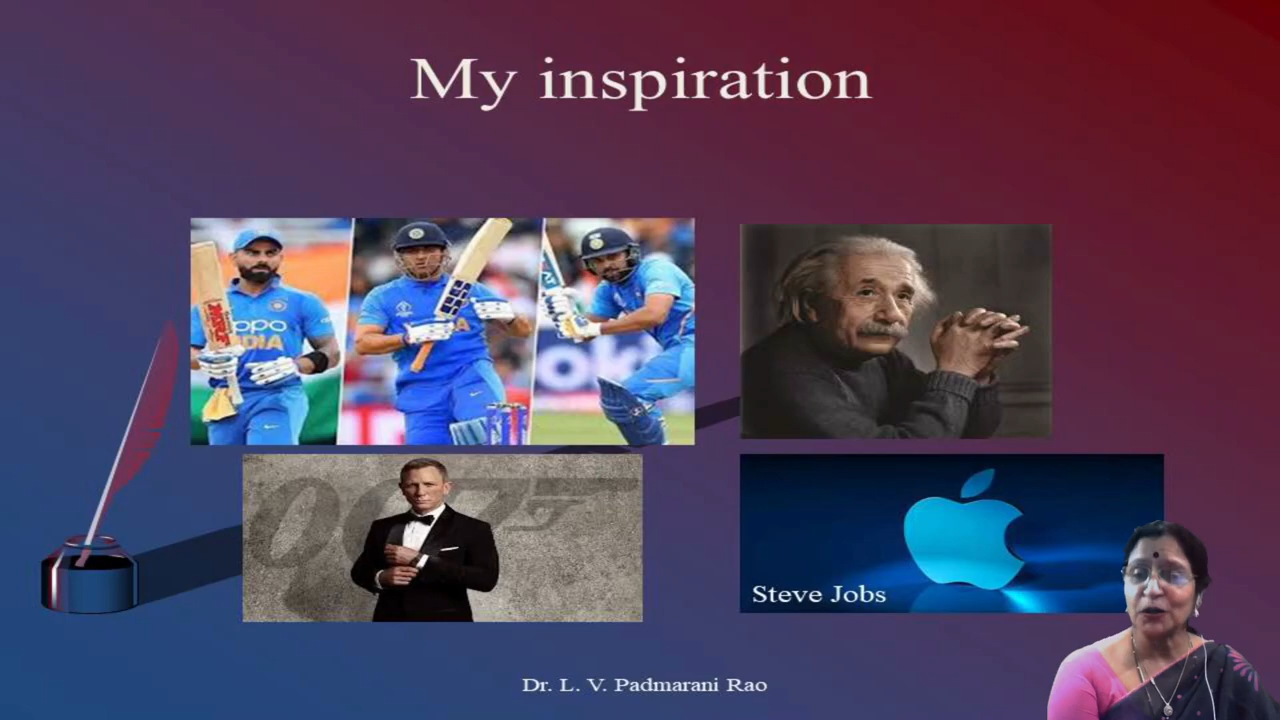 My inspiration
oppo
INDIA
007
Steve Jobs
Dr. L. V. Padmarani Rao